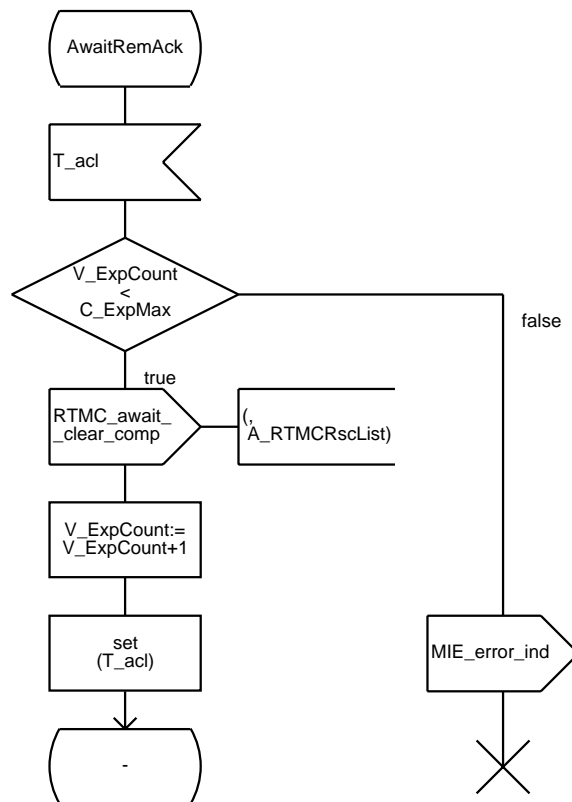 AwaitRemAck
T_acl
V_ExpCount
<
C_ExpMax
false
true
RTMC_await_
_clear_comp
(,
A_RTMCRscList)
V_ExpCount:=
V_ExpCount+1
set
(T_acl)
MIE_error_ind
-